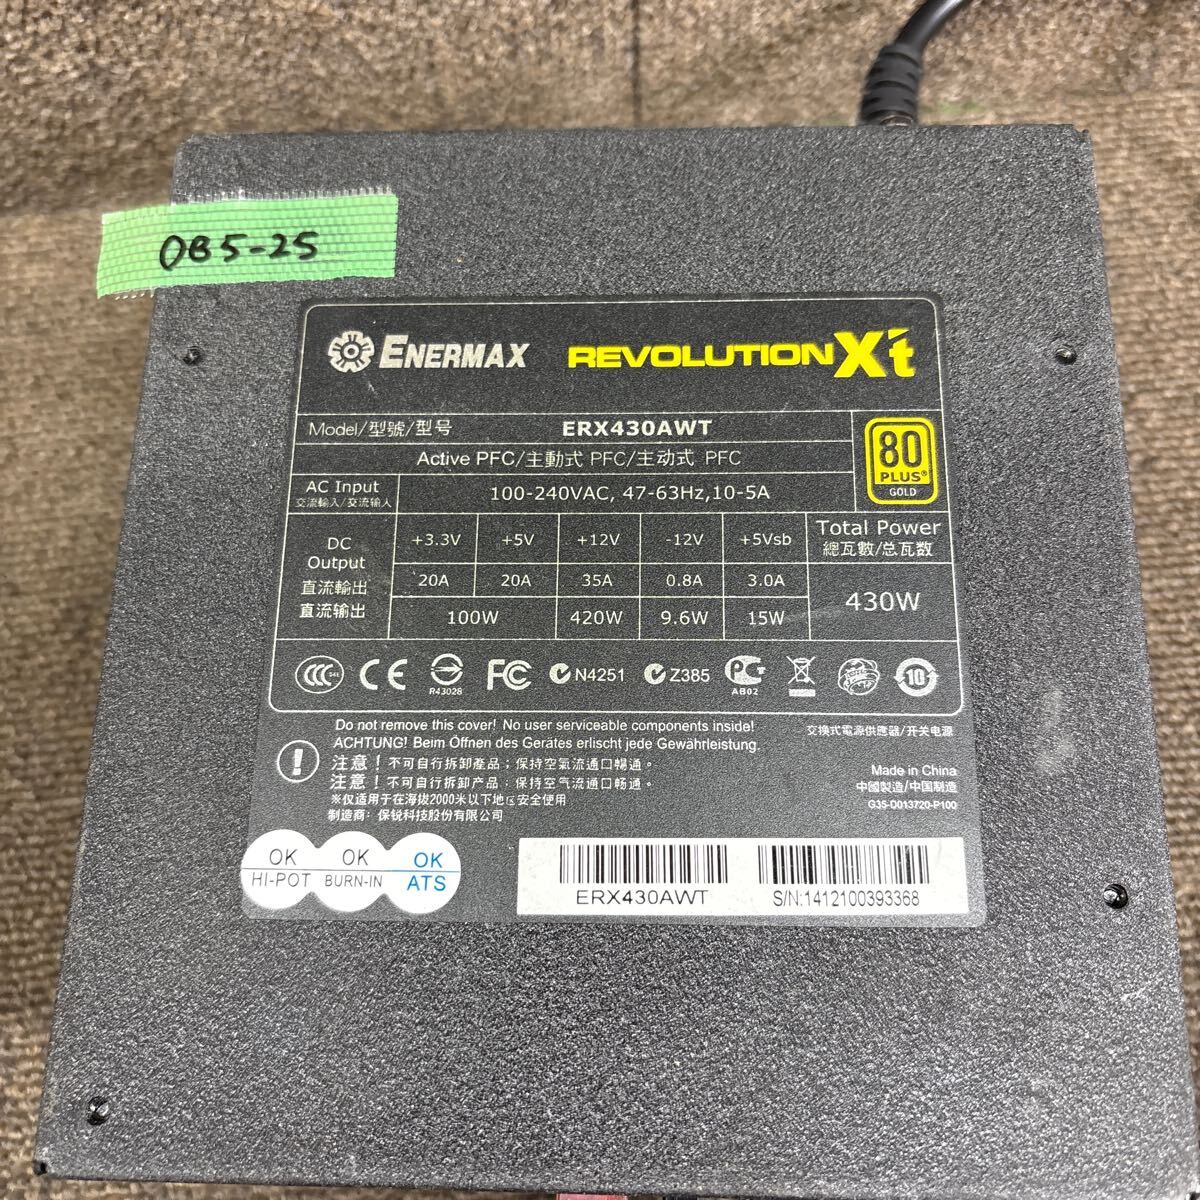 OB5-25
ENERMAX
REVOLUTION X't
Model/型號/型号 ERX430AWT
Active PFC/主動式 PFC/主动式 PFC
80 PLUS®
GOLD
AC Input
交流輸入/交流输入
100-240VAC, 47-63Hz,10-5A
DC Output
直流輸出
直流输出
+3.3V +5V +12V -12V +5Vsb
Total Power
總瓦數/总瓦数
20A 20A 35A 0.8A 3.0A
100W 420W 9.6W 15W
430W
CCC CE R43028 FC N4251 Z385 AB02 10
Do not remove this cover! No user serviceable components inside!
ACHTUNG! Beim Öffnen des Gerätes erlischt jede Gewährleistung.
注意！不可自行拆卸產品；保持空氣流通口暢通。
注意！不可自行拆卸产品；保持空气流通口畅通。
※仅适用于在海拔2000米以下地区安全使用
制造商: 保锐科技股份有限公司
交換式電源供應器/开关电源
Made in China
中國製造/中国制造
G35-D013720-P100
OK HI-POT
OK BURN-IN
OK ATS
ERX430AWT
S/N:1412100393368